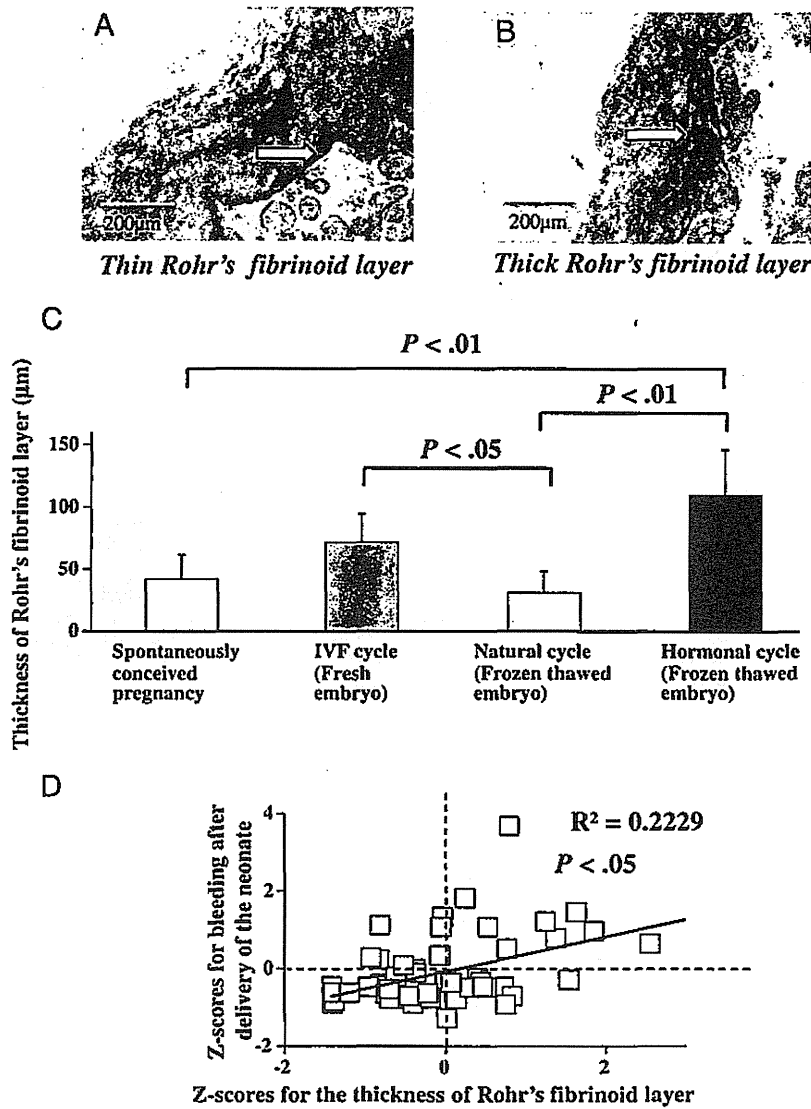 A
B
200µm
200µm
Thin Rohr's fibrinoid layer
Thick Rohr's fibrinoid layer
C
P < .01
P < .01
P < .05
Thickness of Rohr's fibrinoid layer (µm)
150
100
50
0
Spontaneously
conceived
pregnancy
IVF cycle
(Fresh
embryo)
Natural cycle
(Frozen thawed
embryo)
Hormonal cycle
(Frozen thawed
embryo)
D
Z-scores for bleeding after
delivery of the neonate
4
2
0
-2
R² = 0.2229
P < .05
-2
0
2
Z-scores for the thickness of Rohr's fibrinoid layer